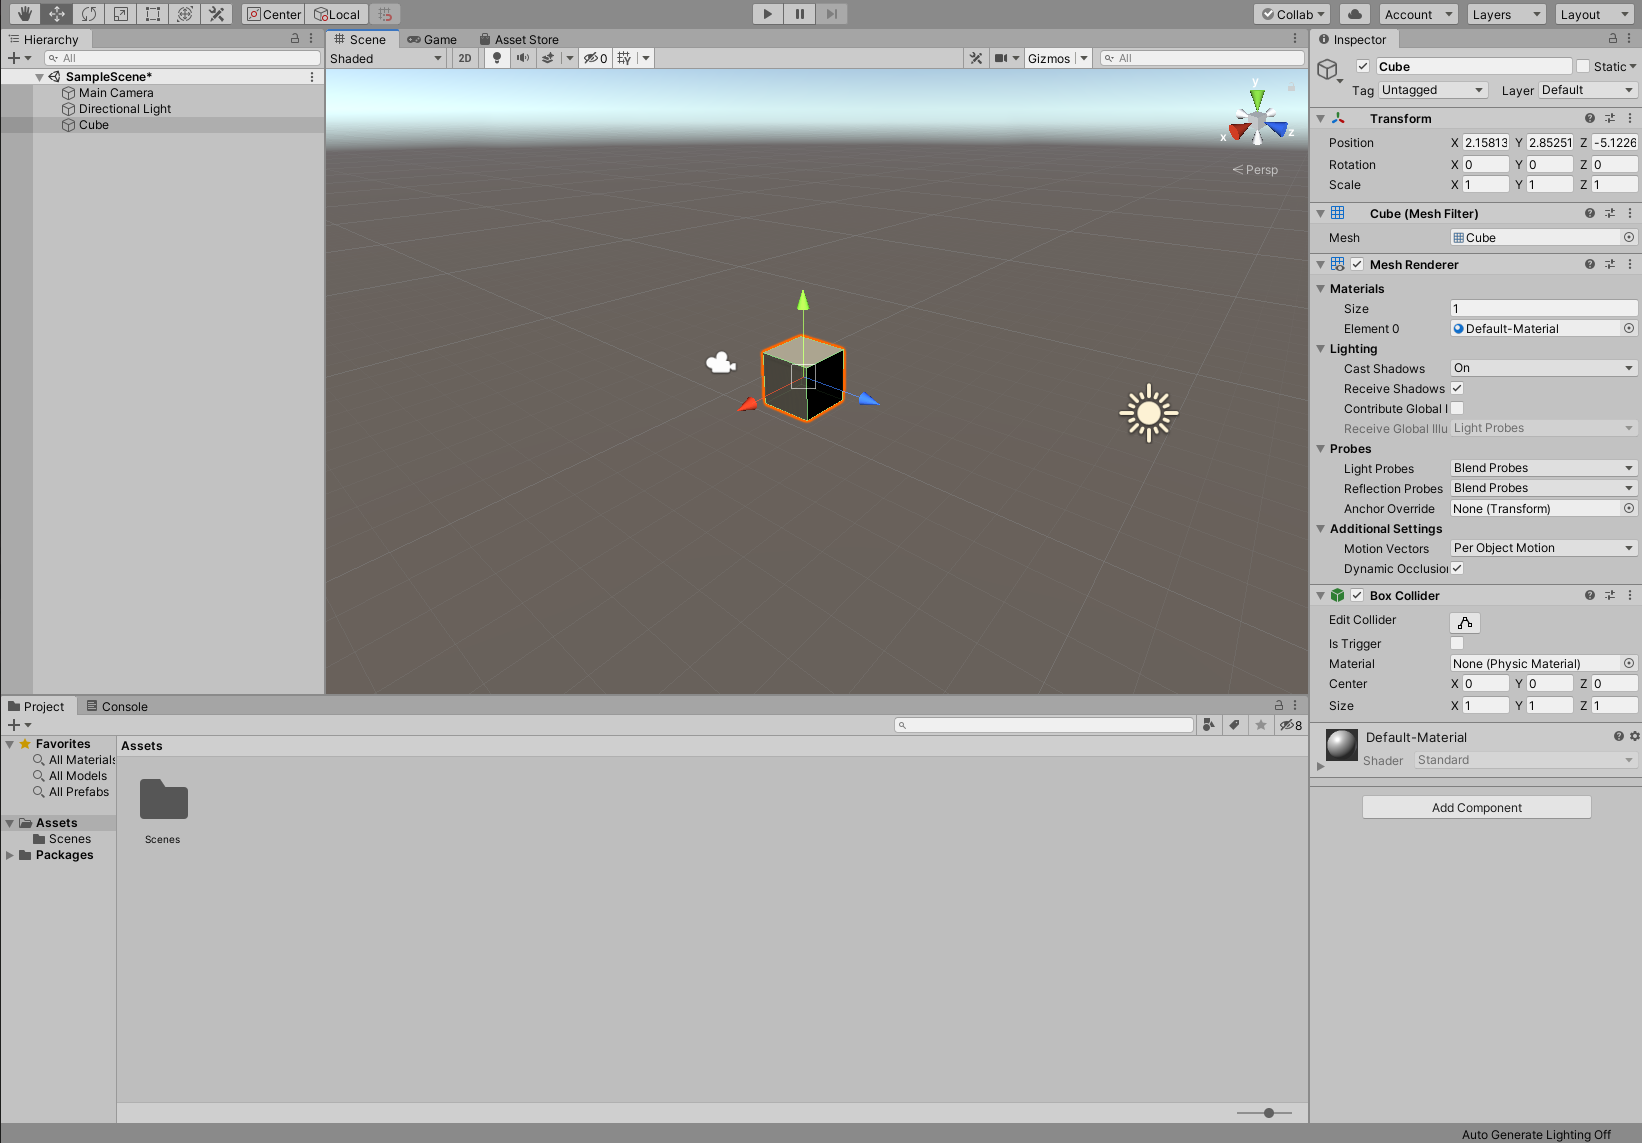 Center Local Collab Account Layers Layout
Hierarchy
All
SampleScene*
Main Camera
Directional Light
Cube
Scene Game Asset Store
Shaded 2D 0 Gizmos All
y
x z
Persp
Inspector
Cube Static
Tag Untagged Layer Default
Transform
Position X 2.15813 Y 2.85251 Z -5.1226
Rotation X 0 Y 0 Z 0
Scale X 1 Y 1 Z 1
Cube (Mesh Filter)
Mesh Cube
Mesh Renderer
Materials
Size 1
Element 0 Default-Material
Lighting
Cast Shadows On
Receive Shadows
Contribute Global I
Receive Global Illu Light Probes
Probes
Light Probes Blend Probes
Reflection Probes Blend Probes
Anchor Override None (Transform)
Additional Settings
Motion Vectors Per Object Motion
Dynamic Occlusion
Box Collider
Edit Collider
Is Trigger
Material None (Physic Material)
Center X 0 Y 0 Z 0
Size X 1 Y 1 Z 1
Default-Material
Shader Standard
Add Component
Project Console
8
Favorites
All Materials
All Models
All Prefabs
Assets
Scenes
Packages
Assets
Scenes
Auto Generate Lighting Off